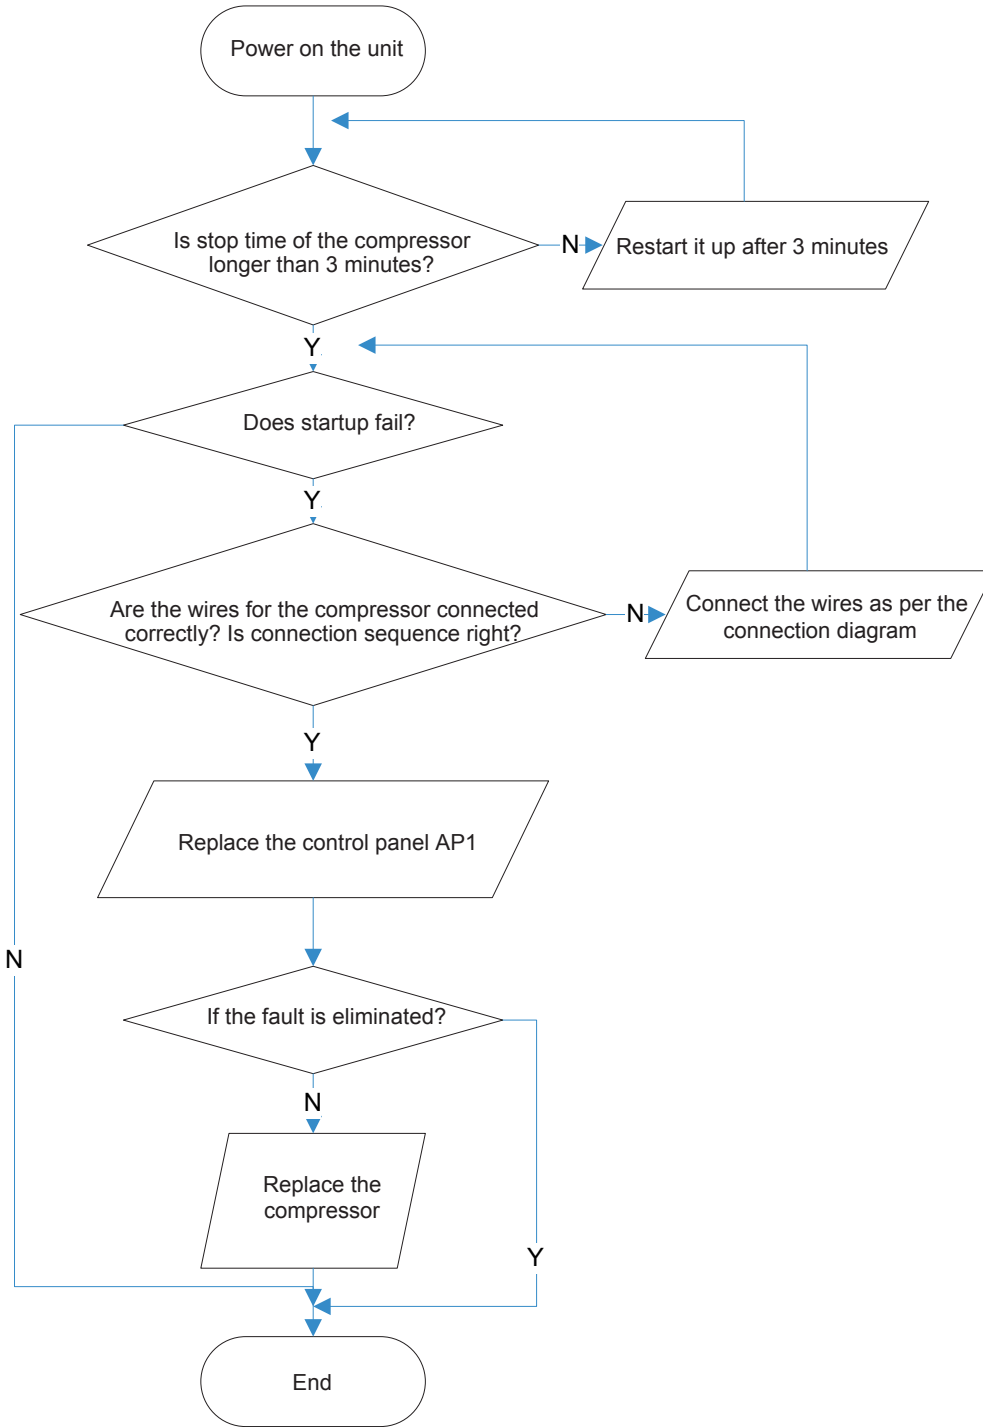 Power on the unit
Is stop time of the compressor
longer than 3 minutes?
N
Restart it up after 3 minutes
Y
Does startup fail?
Y
Are the wires for the compressor connected
correctly? Is connection sequence right?
N
Connect the wires as per the
connection diagram
Y
Replace the control panel AP1
N
If the fault is eliminated?
N
Replace the
compressor
Y
End